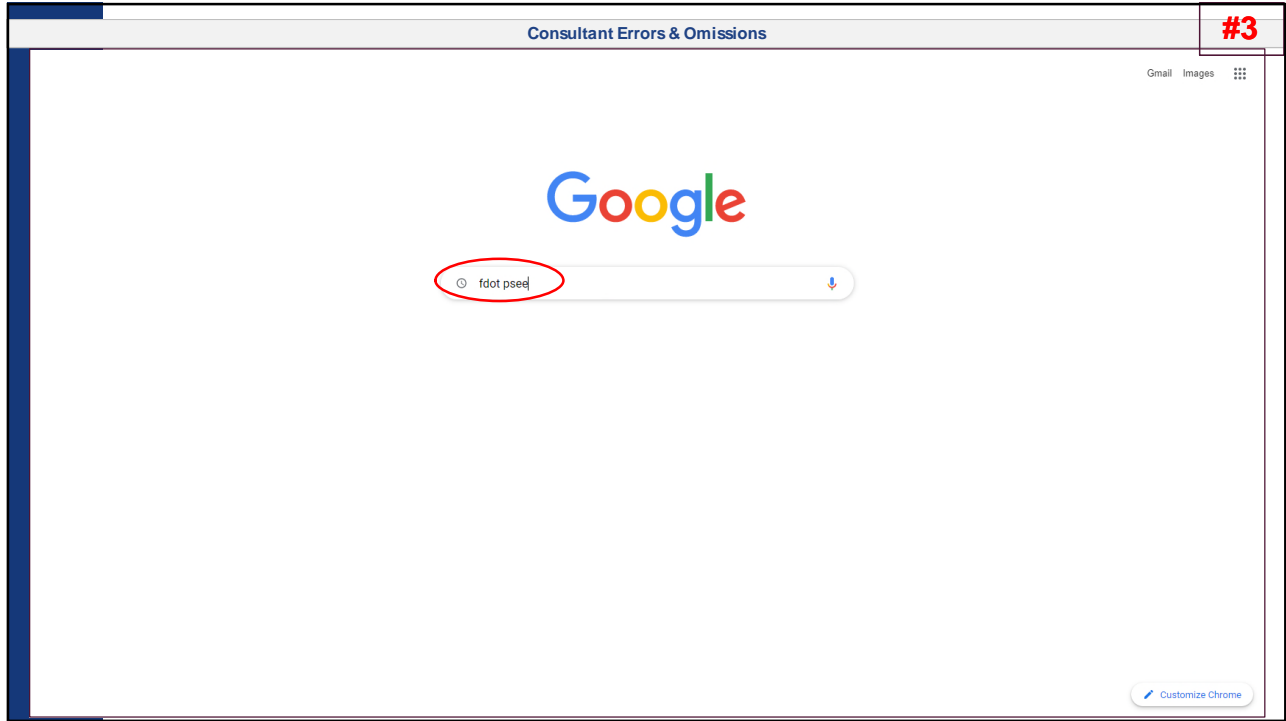 Consultant Errors & Omissions
#3
Gmail Images
Google
fdot psee
Customize Chrome